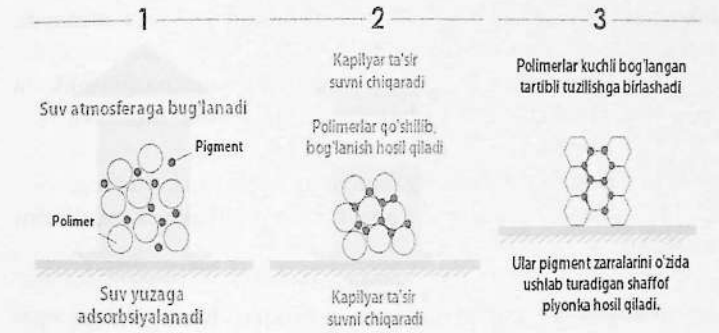 1
Suv atmosferaga bug'lanadi
Pigment
Polimer
Suv yuzaga
adsorbsiyalanadi
2
Kapilyar ta'sir
suvni chiqaradi
Polimerlar qo'shilib,
bog'lanish hosil qiladi
Kapilyar ta'sir
suvni chiqaradi
3
Polimerlar kuchli bog'langan
tartibli tuzilishga birlashadi
Ular pigment zarralarini o'zida
ushlab turadigan shaffof
plyonka hosil qiladi.